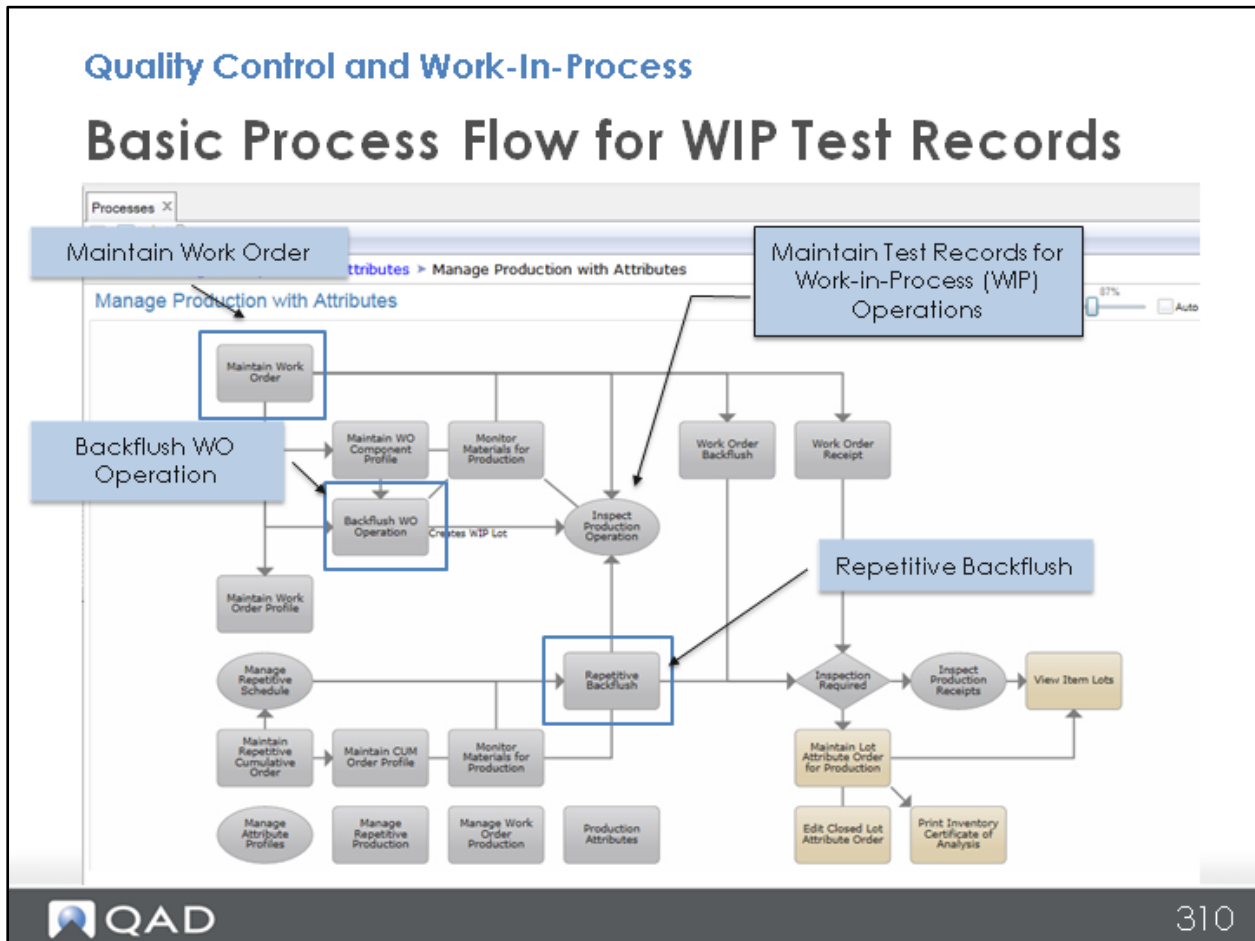 Quality Control and Work-In-Process
Basic Process Flow for WIP Test Records
Processes X
Maintain Work Order
ttributes > Manage Production with Attributes
Maintain Test Records for
Work-in-Process (WIP)
Operations
Manage Production with Attributes
87%
Auto
Maintain Work
Order
Backflush WO
Operation
Maintain WO
Component
Profile
Monitor
Materials for
Production
Work Order
Backflush
Work Order
Receipt
Backflush WO
Operation
Creates WIP Lot
Inspect
Production
Operation
Repetitive Backflush
Maintain Work
Order Profile
Manage
Repetitive
Schedule
Repetitive
Backflush
Inspection
Required
Inspect
Production
Receipts
View Item Lots
Maintain
Repetitive
Cumulative
Order
Maintain CUM
Order Profile
Monitor
Materials for
Production
Maintain Lot
Attribute Order
for Production
Manage
Attribute
Profiles
Manage
Repetitive
Production
Manage Work
Order
Production
Production
Attributes
Edit Closed Lot
Attribute Order
Print Inventory
Certificate of
Analysis
QAD
310